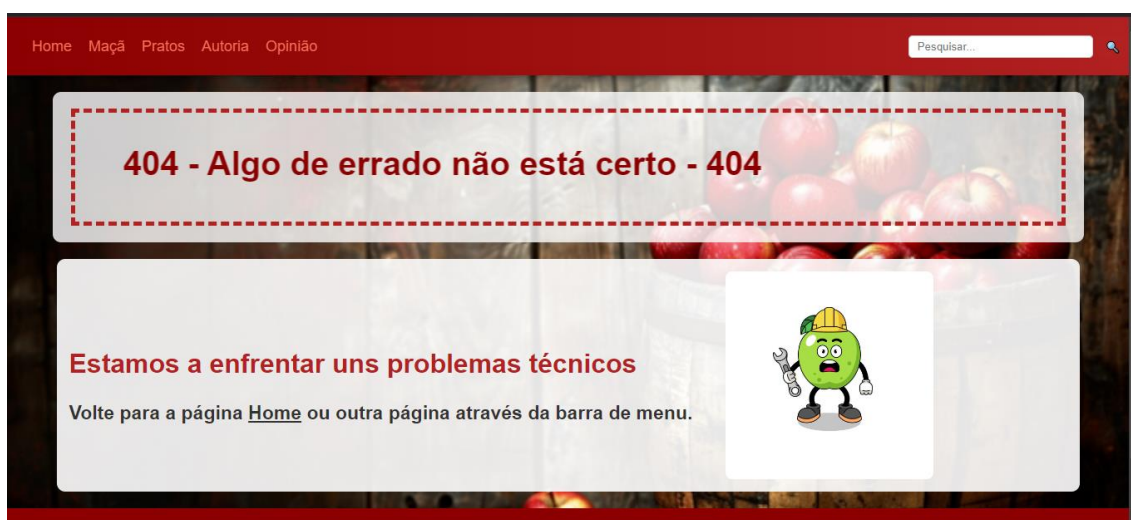 Home Maçã Pratos Autoria Opinião Pesquisar...
404 - Algo de errado não está certo - 404
Estamos a enfrentar uns problemas técnicos
Volte para a página Home ou outra página através da barra de menu.